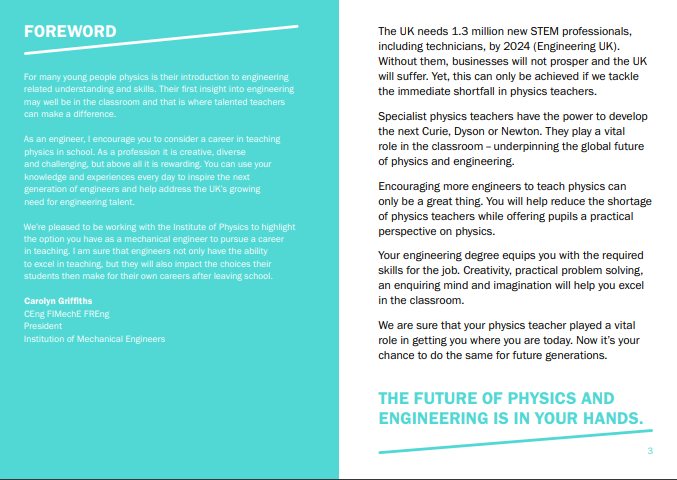 FOREWORD
For many young people physics is their introduction to engineering
related understanding and skills. Their first insight into engineering
may well be in the classroom and that is where talented teachers
can make a difference.
As an engineer, I encourage you to consider a career in teaching
physics in school. As a profession it is creative, diverse
and challenging, but above all it is rewarding. You can use your
knowledge and experiences every day to inspire the next
generation of engineers and help address the UK's growing
need for engineering talent.
We're pleased to be working with the Institute of Physics to highlight
the option you have as a mechanical engineer to pursue a career
in teaching. I am sure that engineers not only have the ability
to excel in teaching, but they will also impact the choices their
students then make for their own careers after leaving school.
Carolyn Griffiths
CEng FIMechE FREng
President
Institution of Mechanical Engineers
The UK needs 1.3 million new STEM professionals,
including technicians, by 2024 (Engineering UK).
Without them, businesses will not prosper and the UK
will suffer. Yet, this can only be achieved if we tackle
the immediate shortfall in physics teachers.
Specialist physics teachers have the power to develop
the next Curie, Dyson or Newton. They play a vital
role in the classroom – underpinning the global future
of physics and engineering.
Encouraging more engineers to teach physics can
only be a great thing. You will help reduce the shortage
of physics teachers while offering pupils a practical
perspective on physics.
Your engineering degree equips you with the required
skills for the job. Creativity, practical problem solving,
an enquiring mind and imagination will help you excel
in the classroom.
We are sure that your physics teacher played a vital
role in getting you where you are today. Now it's your
chance to do the same for future generations.
THE FUTURE OF PHYSICS AND
ENGINEERING IS IN YOUR HANDS.
3